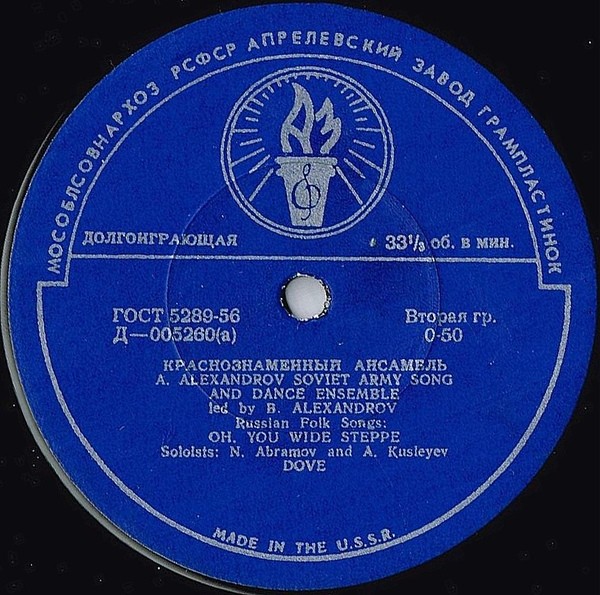 МОСОБЛСОВНАРХОЗ РСФСР АПРЕЛЕВСКИЙ ЗАВОД ГРАМПЛАСТИНОК
АЗ
ДОЛГОИГРАЮЩАЯ
33⅓ об. в мин.
ГОСТ 5289-56
Д—005260(а)
Вторая гр.
0-50
КРАСНОЗНАМЕННЫЙ АНСАМБЛЬ
A. ALEXANDROV SOVIET ARMY SONG
AND DANCE ENSEMBLE
led by B. ALEXANDROV
Russian Folk Songs:
OH, YOU WIDE STEPPE
Soloists: N. Abramov and A. Kusleyev
DOVE
MADE IN THE U.S.S.R.